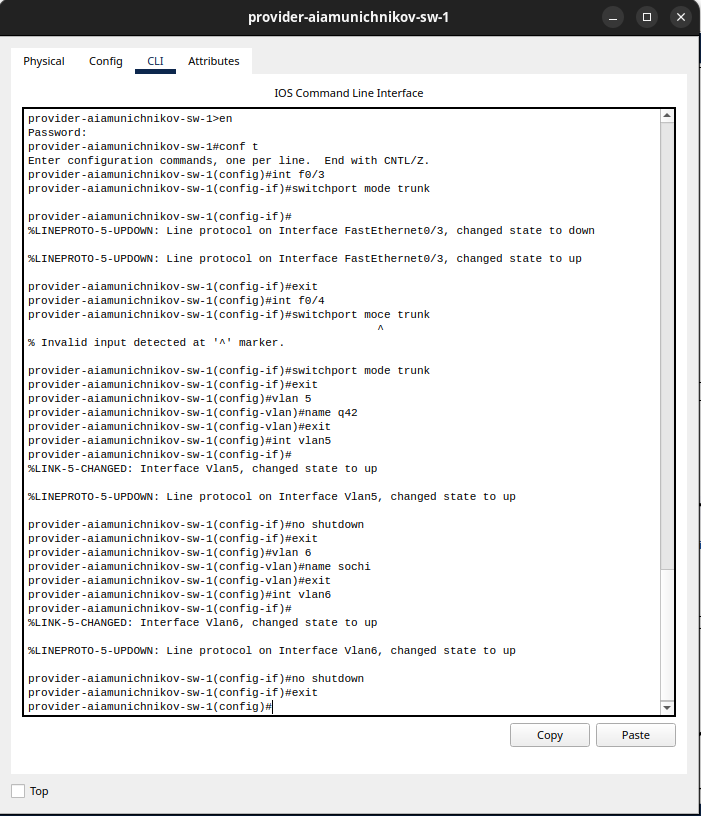 provider-aiamunichnikov-sw-1
Physical Config CLI Attributes
IOS Command Line Interface
provider-aiamunichnikov-sw-1>en
Password:
provider-aiamunichnikov-sw-1#conf t
Enter configuration commands, one per line.  End with CNTL/Z.
provider-aiamunichnikov-sw-1(config)#int f0/3
provider-aiamunichnikov-sw-1(config-if)#switchport mode trunk
provider-aiamunichnikov-sw-1(config-if)#
%LINEPROTO-5-UPDOWN: Line protocol on Interface FastEthernet0/3, changed state to down
%LINEPROTO-5-UPDOWN: Line protocol on Interface FastEthernet0/3, changed state to up
provider-aiamunichnikov-sw-1(config-if)#exit
provider-aiamunichnikov-sw-1(config)#int f0/4
provider-aiamunichnikov-sw-1(config-if)#switchport moce trunk
^
% Invalid input detected at '^' marker.
provider-aiamunichnikov-sw-1(config-if)#switchport mode trunk
provider-aiamunichnikov-sw-1(config-if)#exit
provider-aiamunichnikov-sw-1(config)#vlan 5
provider-aiamunichnikov-sw-1(config-vlan)#name q42
provider-aiamunichnikov-sw-1(config-vlan)#exit
provider-aiamunichnikov-sw-1(config)#int vlan5
provider-aiamunichnikov-sw-1(config-if)#
%LINK-5-CHANGED: Interface Vlan5, changed state to up
%LINEPROTO-5-UPDOWN: Line protocol on Interface Vlan5, changed state to up
provider-aiamunichnikov-sw-1(config-if)#no shutdown
provider-aiamunichnikov-sw-1(config-if)#exit
provider-aiamunichnikov-sw-1(config)#vlan 6
provider-aiamunichnikov-sw-1(config-vlan)#name sochi
provider-aiamunichnikov-sw-1(config-vlan)#exit
provider-aiamunichnikov-sw-1(config)#int vlan6
provider-aiamunichnikov-sw-1(config-if)#
%LINK-5-CHANGED: Interface Vlan6, changed state to up
%LINEPROTO-5-UPDOWN: Line protocol on Interface Vlan6, changed state to up
provider-aiamunichnikov-sw-1(config-if)#no shutdown
provider-aiamunichnikov-sw-1(config-if)#exit
provider-aiamunichnikov-sw-1(config)#
Copy Paste
Top